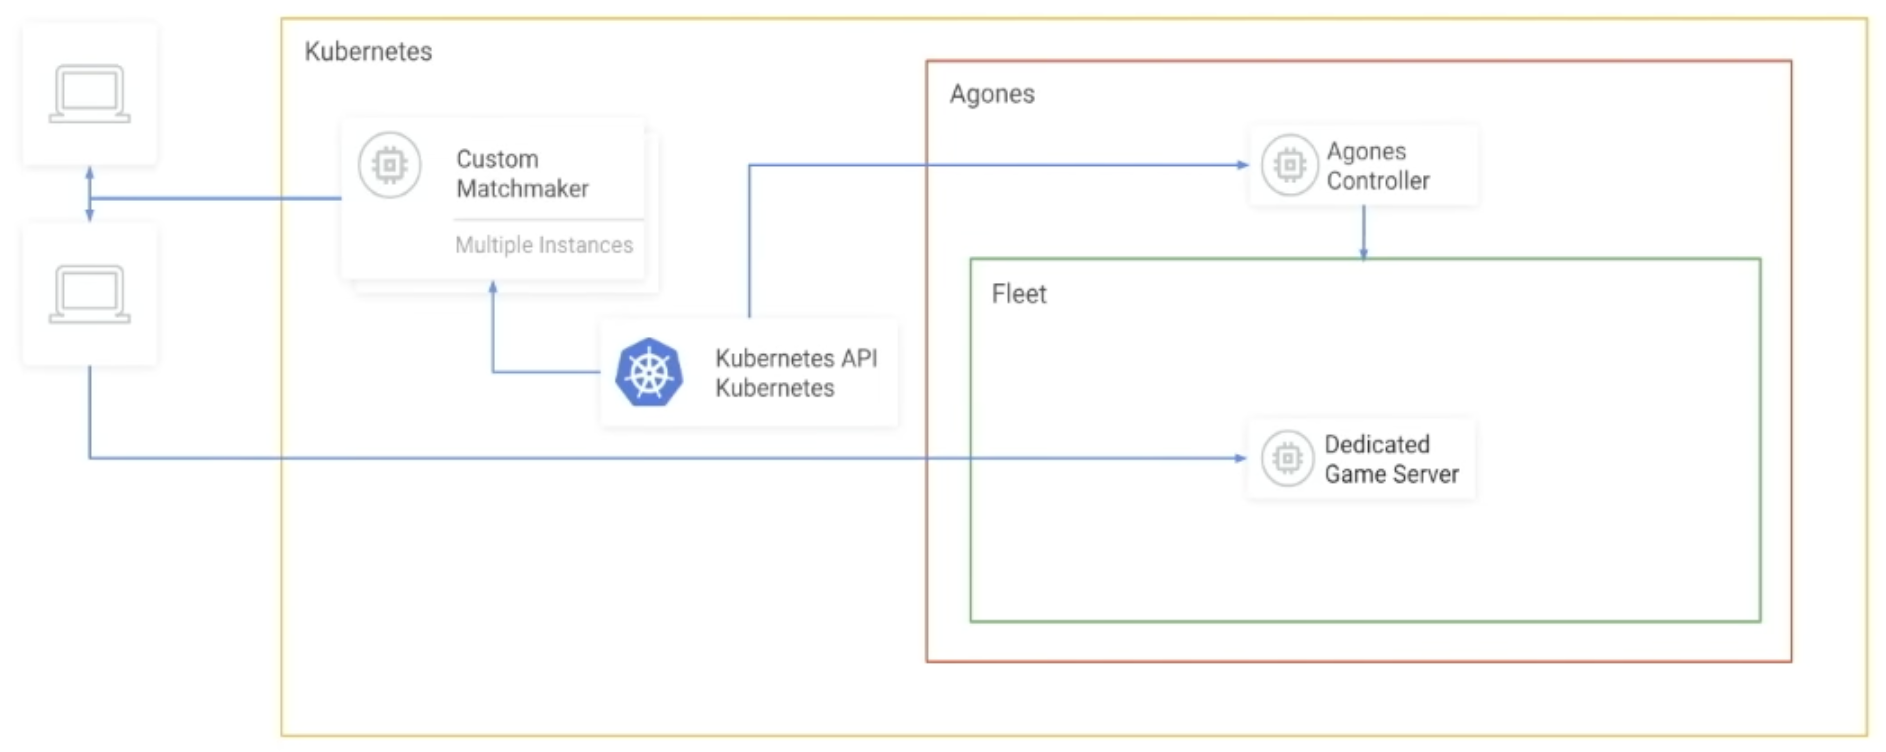 Kubernetes
Agones
Custom
Matchmaker
Multiple Instances
Agones
Controller
Kubernetes API
Kubernetes
Fleet
Dedicated
Game Server